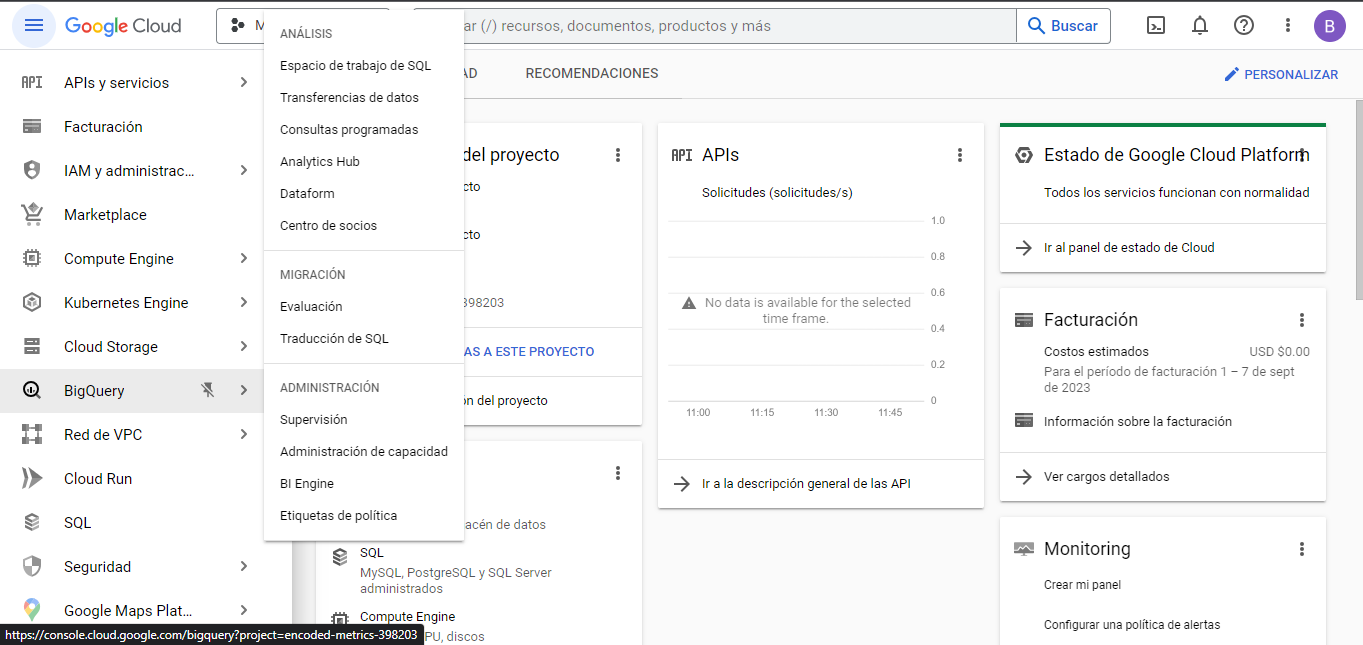 Google Cloud
M
ar (/) recursos, documentos, productos y más
Buscar
B
APIs y servicios
Facturación
IAM y administrac...
Marketplace
Compute Engine
Kubernetes Engine
Cloud Storage
BigQuery
Red de VPC
Cloud Run
SQL
Seguridad
Google Maps Plat...
https://console.cloud.google.com/bigquery?project=encoded-metrics-398203
ANÁLISIS
Espacio de trabajo de SQL
Transferencias de datos
Consultas programadas
Analytics Hub
Dataform
Centro de socios
MIGRACIÓN
Evaluación
Traducción de SQL
ADMINISTRACIÓN
Supervisión
Administración de capacidad
BI Engine
Etiquetas de política
AD
RECOMENDACIONES
PERSONALIZAR
del proyecto
cto
cto
398203
AS A ESTE PROYECTO
ón del proyecto
acén de datos
SQL
MySQL, PostgreSQL y SQL Server
administrados
Compute Engine
PU, discos
API APIs
Solicitudes (solicitudes/s)
1.0
0.8
0.6
No data is available for the selected
time frame.
0.4
0.2
0
11:00 11:15 11:30 11:45
Ir a la descripción general de las API
Estado de Google Cloud Platform
Todos los servicios funcionan con normalidad
Ir al panel de estado de Cloud
Facturación
Costos estimados USD $0.00
Para el período de facturación 1 – 7 de sept
de 2023
Información sobre la facturación
Ver cargos detallados
Monitoring
Crear mi panel
Configurar una política de alertas